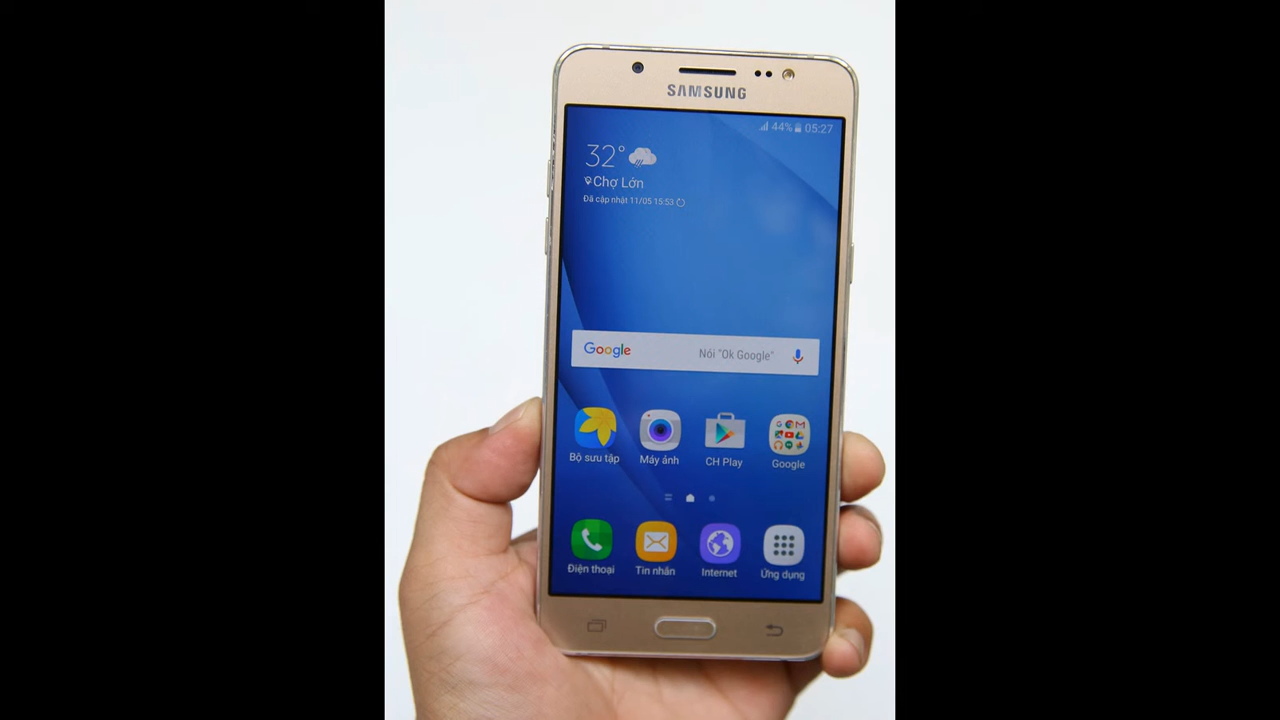 SAMSUNG
44% 05:27
32°
Chợ Lớn
Đã cập nhật 11/05 15:53
Google Nói "Ok Google"
Bộ sưu tập Máy ảnh CH Play Google
Điện thoại Tin nhắn Internet Ứng dụng